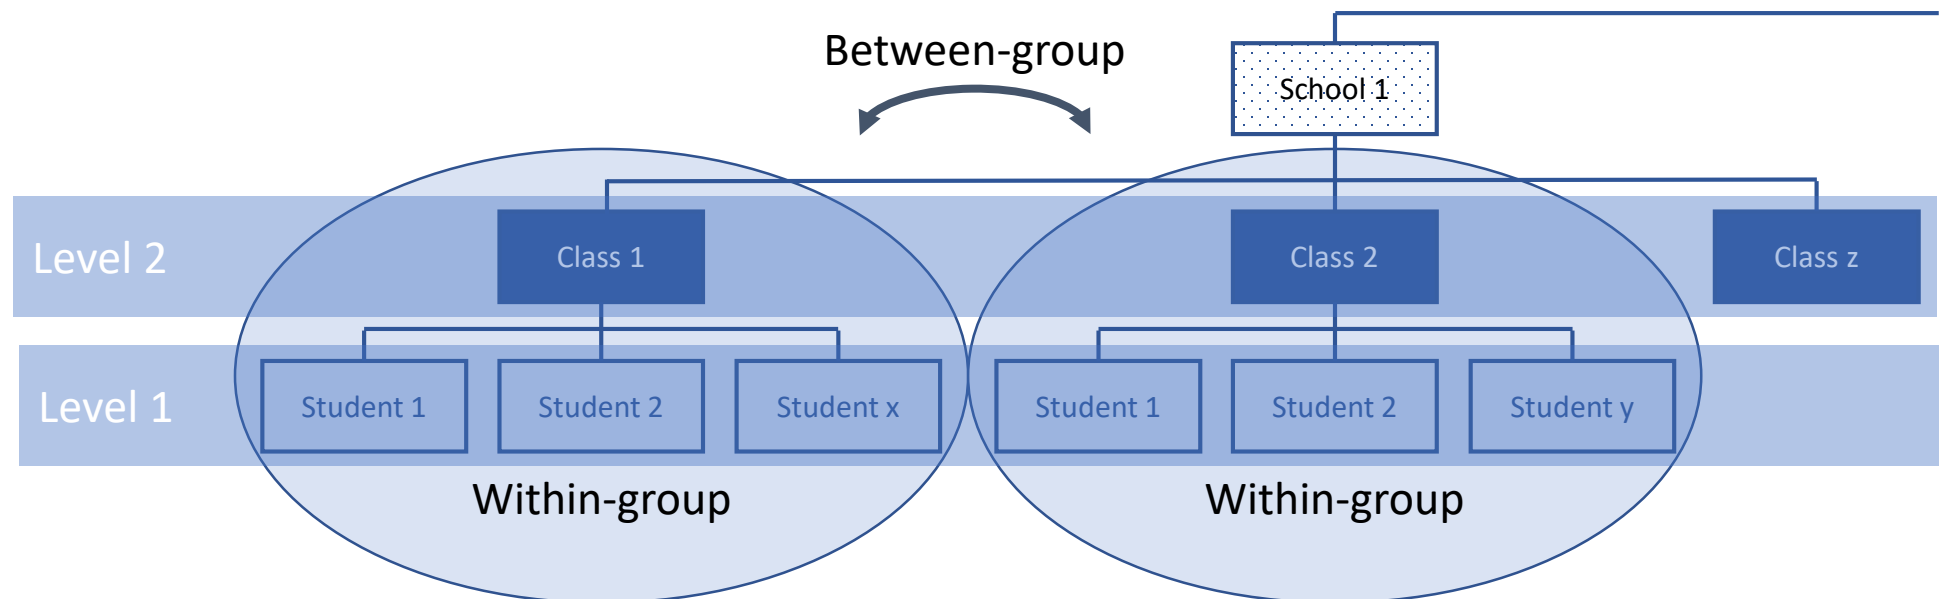 Between-group
School 1
Level 2
Class 1
Class 2
Class z
Level 1
Student 1
Student 2
Student x
Student 1
Student 2
Student y
Within-group
Within-group